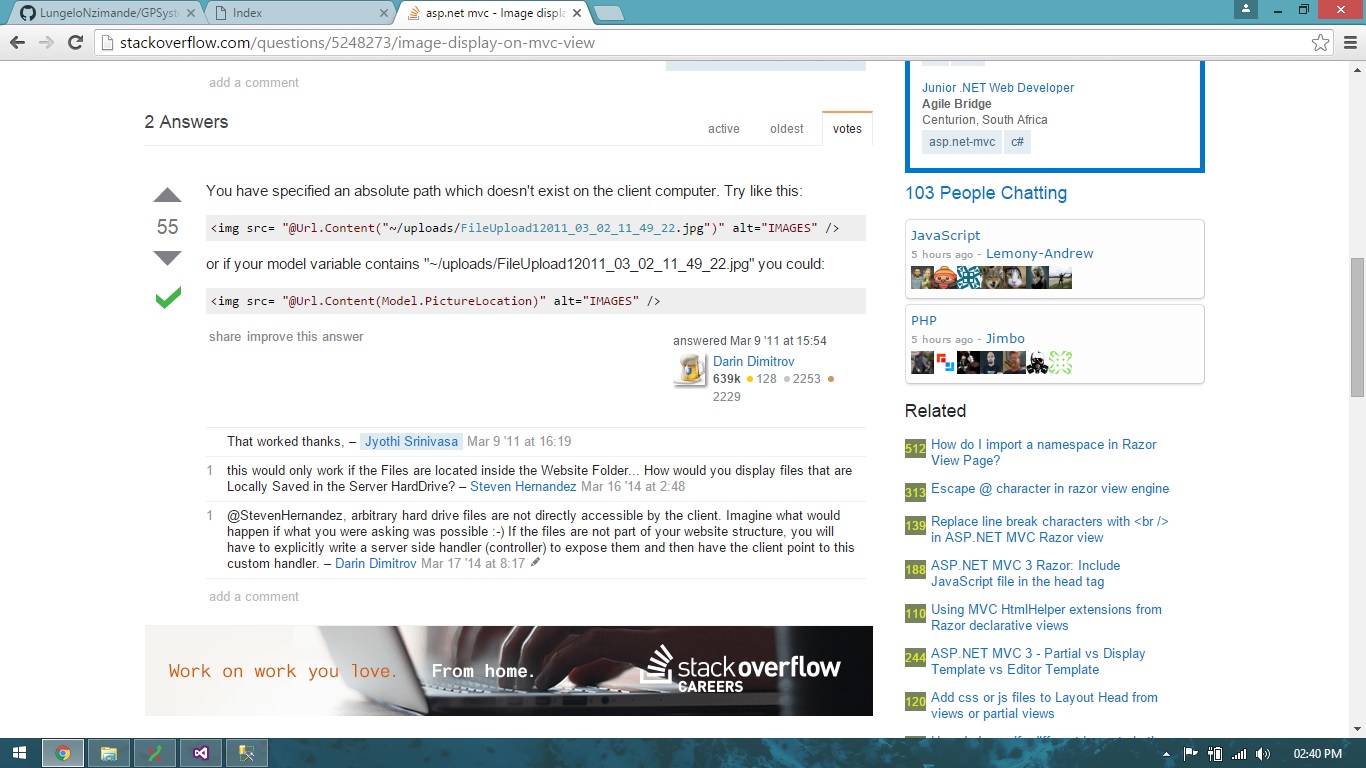 LungeloNzimande/GPSyst
Index
asp.net mvc - Image displa
stackoverflow.com/questions/5248273/image-display-on-mvc-view
add a comment
2 Answers
active
oldest
votes
You have specified an absolute path which doesn't exist on the client computer. Try like this:
55
<img src= "@Url.Content("~/uploads/FileUpload12011_03_02_11_49_22.jpg")" alt="IMAGES" />
or if your model variable contains "~/uploads/FileUpload12011_03_02_11_49_22.jpg" you could:
<img src= "@Url.Content(Model.PictureLocation)" alt="IMAGES" />
share improve this answer
answered Mar 9 '11 at 15:54
Darin Dimitrov
639k 128 2253
2229
That worked thanks, – Jyothi Srinivasa Mar 9 '11 at 16:19
1 this would only work if the Files are located inside the Website Folder... How would you display files that are
Locally Saved in the Server HardDrive? – Steven Hernandez Mar 16 '14 at 2:48
1 @StevenHernandez, arbitrary hard drive files are not directly accessible by the client. Imagine what would
happen if what you were asking was possible :-) If the files are not part of your website structure, you will
have to explicitly write a server side handler (controller) to expose them and then have the client point to this
custom handler. – Darin Dimitrov Mar 17 '14 at 8:17
add a comment
Work on work you love. From home.
stackoverflow
CAREERS
Junior .NET Web Developer
Agile Bridge
Centurion, South Africa
asp.net-mvc c#
103 People Chatting
JavaScript
5 hours ago - Lemony-Andrew
PHP
5 hours ago - Jimbo
Related
512 How do I import a namespace in Razor
View Page?
313 Escape @ character in razor view engine
139 Replace line break characters with <br />
in ASP.NET MVC Razor view
188 ASP.NET MVC 3 Razor: Include
JavaScript file in the head tag
110 Using MVC HtmlHelper extensions from
Razor declarative views
244 ASP.NET MVC 3 - Partial vs Display
Template vs Editor Template
120 Add css or js files to Layout Head from
views or partial views
02:40 PM